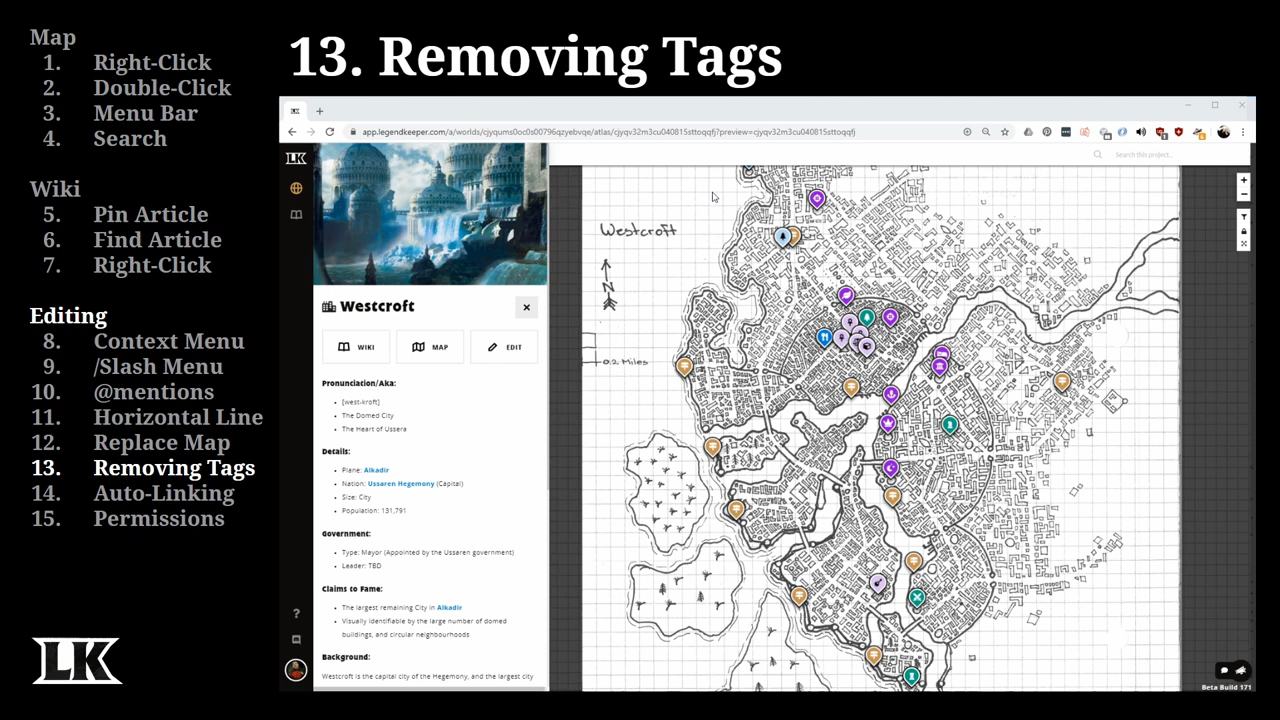 Map
1. Right-Click
2. Double-Click
3. Menu Bar
4. Search
Wiki
5. Pin Article
6. Find Article
7. Right-Click
Editing
8. Context Menu
9. /Slash Menu
10. @mentions
11. Horizontal Line
12. Replace Map
13. Removing Tags
14. Auto-Linking
15. Permissions
LK
13. Removing Tags
app.legendkeeper.com/a/worlds/cjyqums0oc0s00796qzyebvqe/atlas/cjyqv32m3cu040815sttoqqfj?preview=cjyqv32m3cu040815sttoqqfj
LK
Search this project...
Westcroft
WIKI
MAP
EDIT
Pronunciation/Aka:
[west-kroft]
The Domed City
The Heart of Ussera
Details:
Plane: Alkadir
Nation: Ussaren Hegemony (Capital)
Size: City
Population: 131,791
Government:
Type: Mayor (Appointed by the Ussaren government)
Leader: TBD
Claims to Fame:
The largest remaining City in Alkadir
Visually identifiable by the large number of domed
buildings, and circular neighbourhoods
Background:
Westcroft is the capital city of the Hegemony, and the largest city
Westcroft
N
0.2 Miles
Beta Build 171